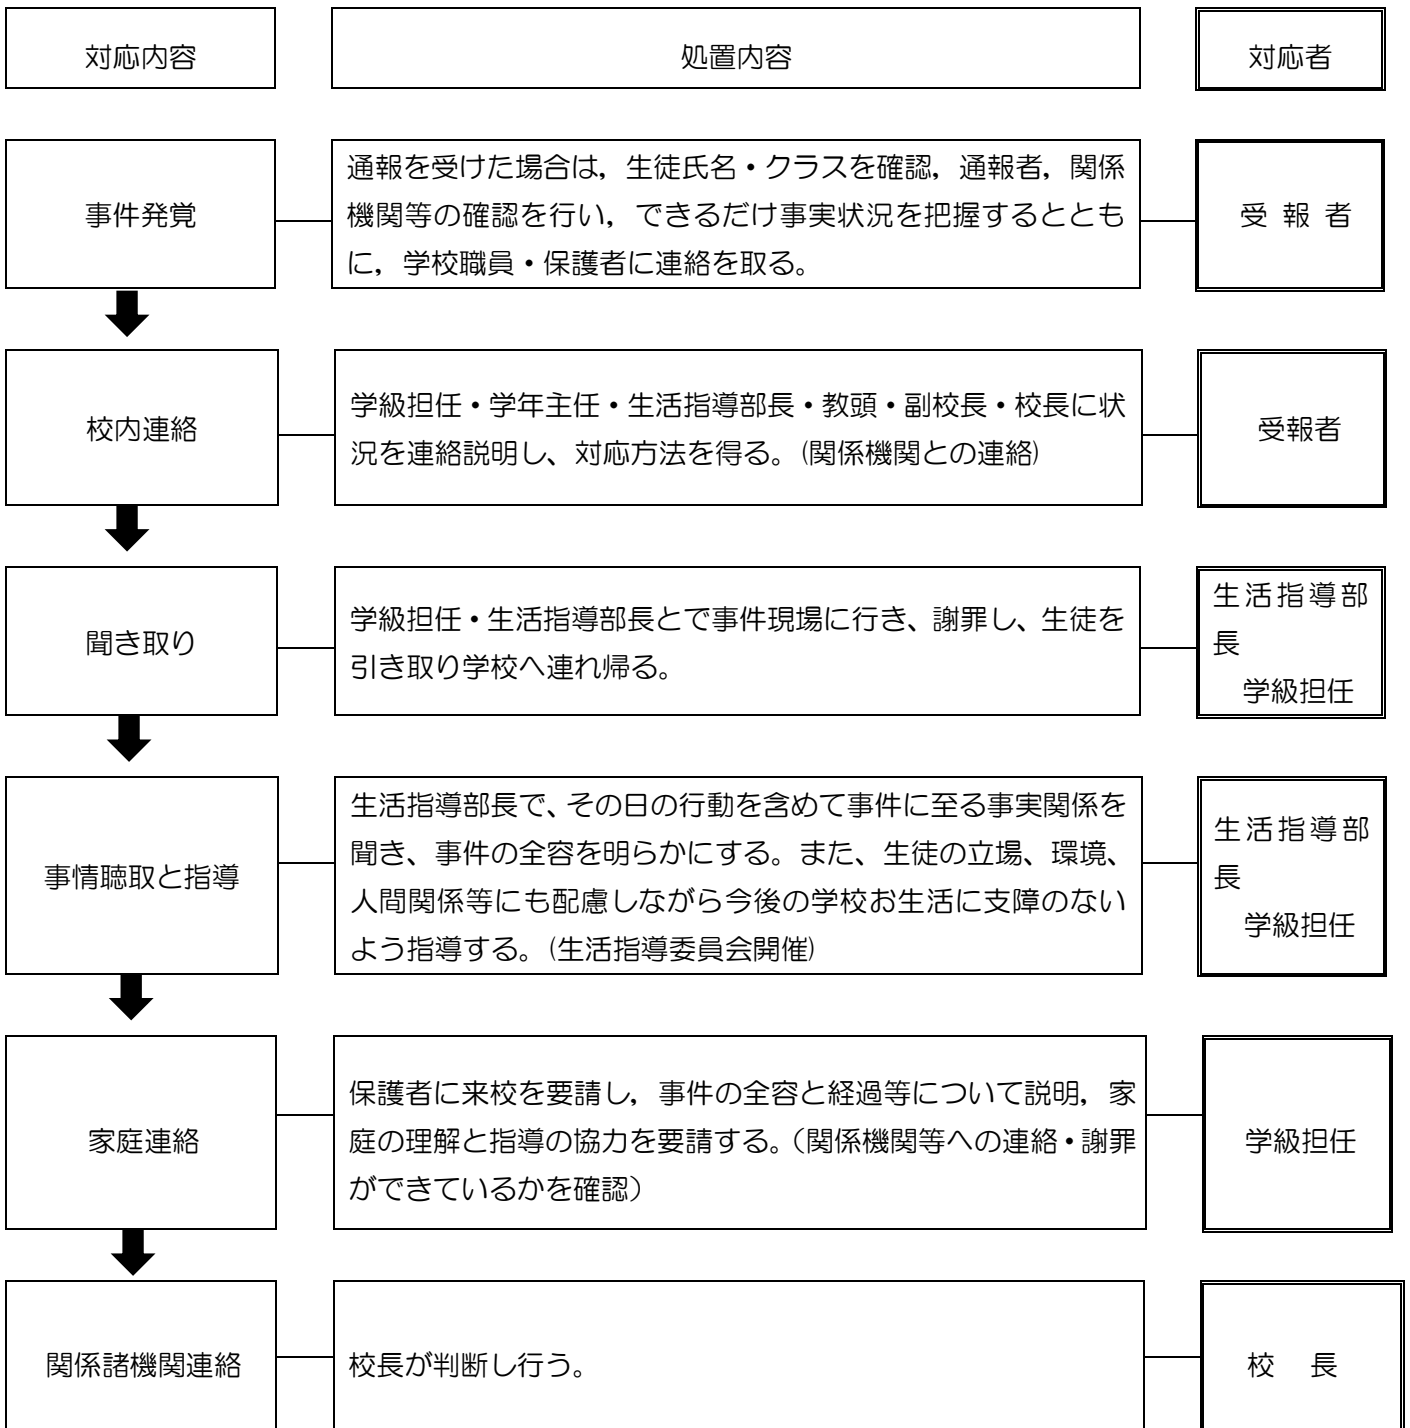 対応内容
処置内容
対応者
事件発覚
通報を受けた場合は，生徒氏名・クラスを確認，通報者，関係
機関等の確認を行い，できるだけ事実状況を把握するととも
に，学校職員・保護者に連絡を取る。
受 報 者
校内連絡
学級担任・学年主任・生活指導部長・教頭・副校長・校長に状
況を連絡説明し、対応方法を得る。(関係機関との連絡)
受報者
聞き取り
学級担任・生活指導部長とで事件現場に行き、謝罪し、生徒を
引き取り学校へ連れ帰る。
生活指導部
長
学級担任
事情聴取と指導
生活指導部長で、その日の行動を含めて事件に至る事実関係を
聞き、事件の全容を明らかにする。また、生徒の立場、環境、
人間関係等にも配慮しながら今後の学校お生活に支障のない
よう指導する。(生活指導委員会開催)
生活指導部
長
学級担任
家庭連絡
保護者に来校を要請し，事件の全容と経過等について説明，家
庭の理解と指導の協力を要請する。（関係機関等への連絡・謝罪
ができているかを確認）
学級担任
関係諸機関連絡
校長が判断し行う。
校　長